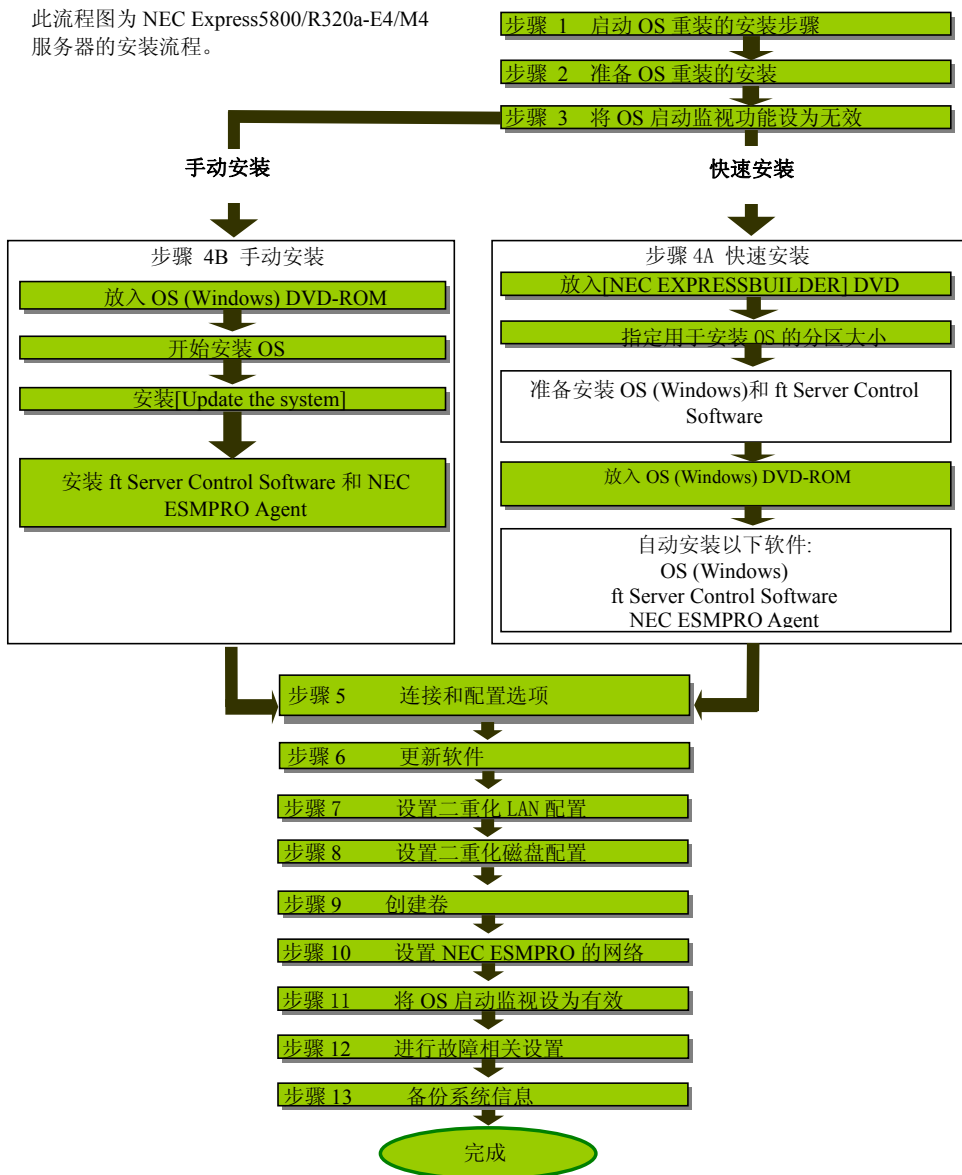 此流程图为 NEC Express5800/R320a-E4/M4
服务器的安装流程。
步骤 1 启动 OS 重装的安装步骤
步骤 2 准备 OS 重装的安装
步骤 3 将 OS 启动监视功能设为无效
手动安装
快速安装
步骤 4B 手动安装
放入 OS (Windows) DVD-ROM
开始安装 OS
安装[Update the system]
安装 ft Server Control Software 和 NEC
ESMPRO Agent
步骤 4A 快速安装
放入[NEC EXPRESSBUILDER] DVD
指定用于安装 OS 的分区大小
准备安装 OS (Windows)和 ft Server Control
Software
放入 OS (Windows) DVD-ROM
自动安装以下软件:
OS (Windows)
ft Server Control Software
NEC ESMPRO Agent
步骤 5 连接和配置选项
步骤 6 更新软件
步骤 7 设置二重化 LAN 配置
步骤 8 设置二重化磁盘配置
步骤 9 创建卷
步骤 10 设置 NEC ESMPRO 的网络
步骤 11 将 OS 启动监视设为有效
步骤 12 进行故障相关设置
步骤 13 备份系统信息
完成